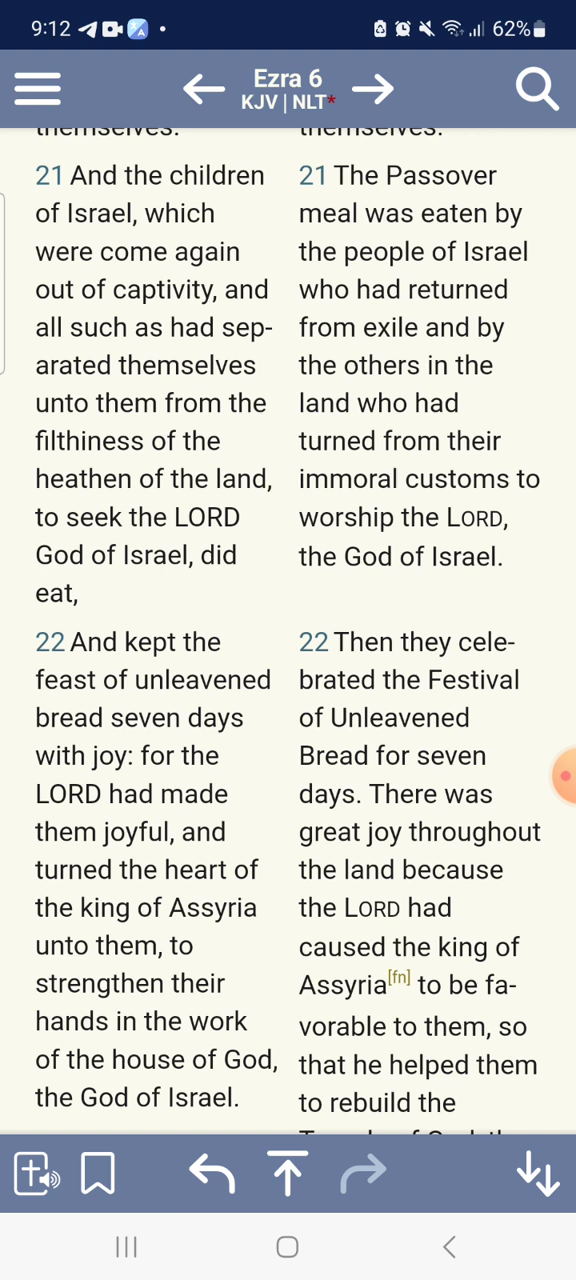 9:12
62%
Ezra 6
KJV | NLT*
themselves.
21 And the children
of Israel, which
were come again
out of captivity, and
all such as had sep-
arated themselves
unto them from the
filthiness of the
heathen of the land,
to seek the LORD
God of Israel, did
eat,
22 And kept the
feast of unleavened
bread seven days
with joy: for the
LORD had made
them joyful, and
turned the heart of
the king of Assyria
unto them, to
strengthen their
hands in the work
of the house of God,
the God of Israel.
themselves.
21 The Passover
meal was eaten by
the people of Israel
who had returned
from exile and by
the others in the
land who had
turned from their
immoral customs to
worship the LORD,
the God of Israel.
22 Then they cele-
brated the Festival
of Unleavened
Bread for seven
days. There was
great joy throughout
the land because
the LORD had
caused the king of
Assyria[fn] to be fa-
vorable to them, so
that he helped them
to rebuild the